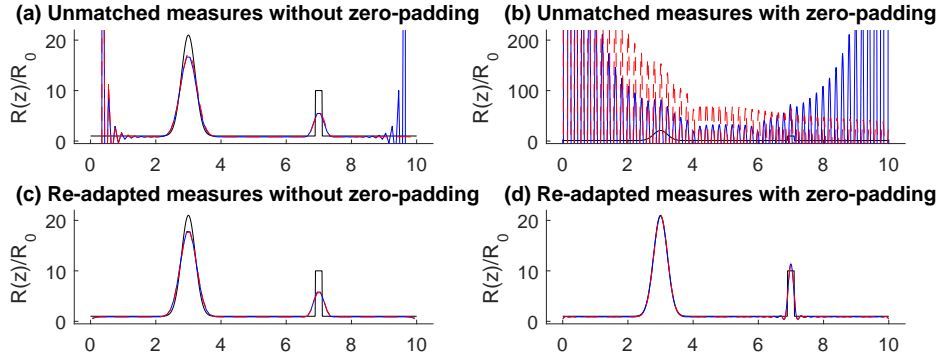 (a) Unmatched measures without zero-padding
R(z)/R0
20
10
0
0 2 4 6 8 10
(b) Unmatched measures with zero-padding
R(z)/R0
200
100
0
0 2 4 6 8 10
(c) Re-adapted measures without zero-padding
R(z)/R0
20
10
0
0 2 4 6 8 10
(d) Re-adapted measures with zero-padding
R(z)/R0
20
10
0
0 2 4 6 8 10